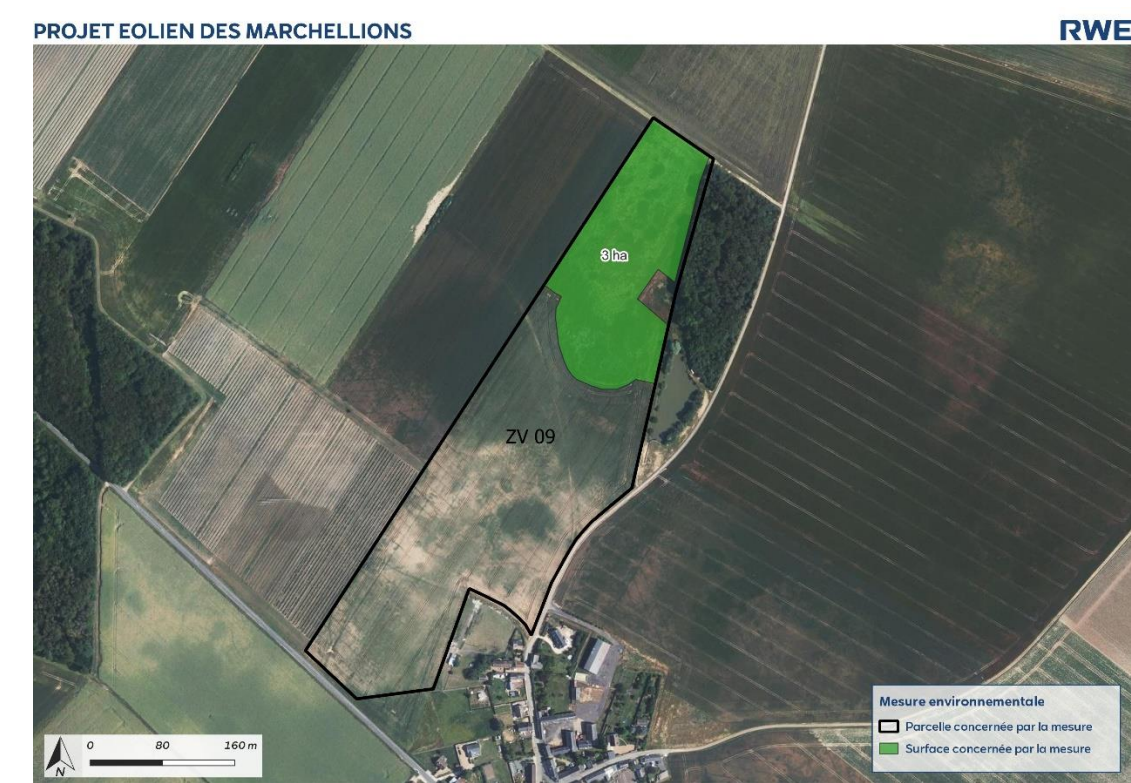 PROJET EOLIEN DES MARCHELLIONS
RWE
3 ha
ZV 09
Mesure environnementale
Parcelle concernée par la mesure
Surface concernée par la mesure
0 80 160 m
N